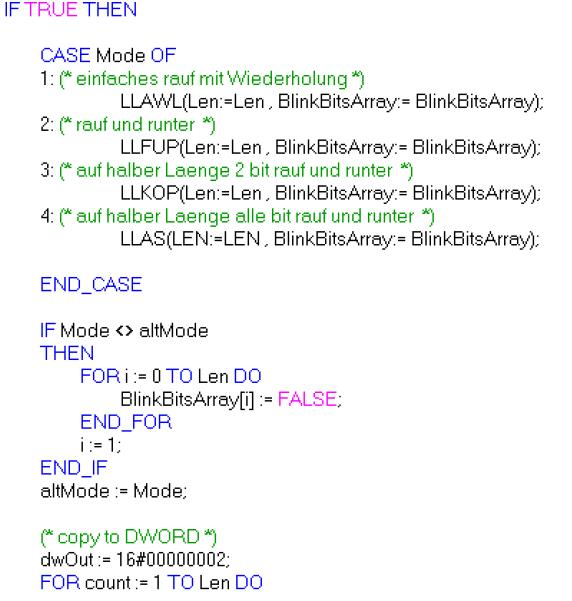 IF TRUE THEN
CASE Mode OF
1: (* einfaches rauf mit Wiederholung *)
LLAWL(Len:=Len , BlinkBitsArray:= BlinkBitsArray);
2: (* rauf und runter *)
LLFUP(Len:=Len , BlinkBitsArray:= BlinkBitsArray);
3: (* auf halber Laenge 2 bit rauf und runter *)
LLKOP(Len:=Len , BlinkBitsArray:= BlinkBitsArray);
4: (* auf halber Laenge alle bit rauf und runter *)
LLAS(LEN:=LEN , BlinkBitsArray:= BlinkBitsArray);
END_CASE
IF Mode <> altMode
THEN
FOR i := 0 TO Len DO
BlinkBitsArray[i] := FALSE;
END_FOR
i := 1;
END_IF
altMode := Mode;
(* copy to DWORD *)
dwOut := 16#00000002;
FOR count := 1 TO Len DO